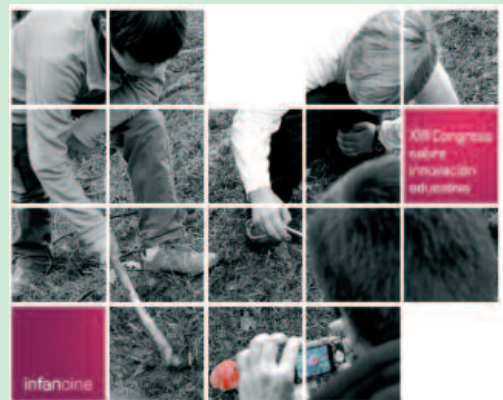 XIII Congreso
sobre
innovación
educativa
infancine